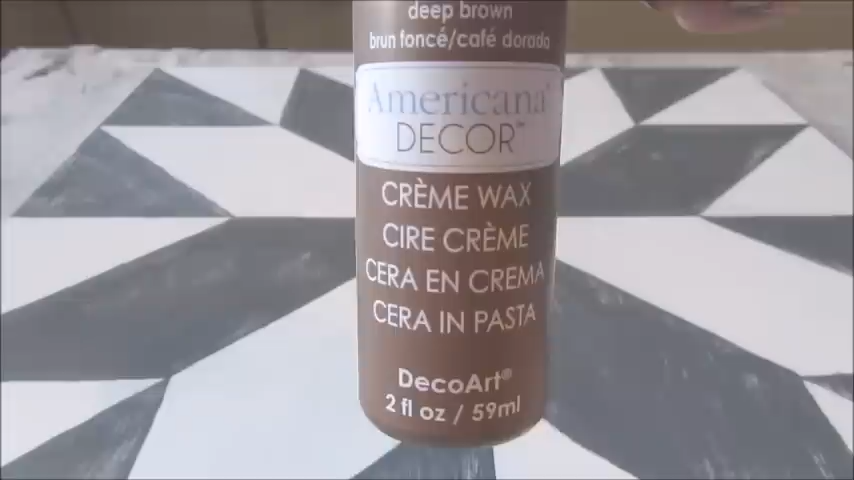 deep brown
brun foncé/café dorada
Americana®
DECOR™
CRÈME WAX
CIRE CRÈME
CERA EN CREMA
CERA IN PASTA
DecoArt®
2 fl oz / 59ml